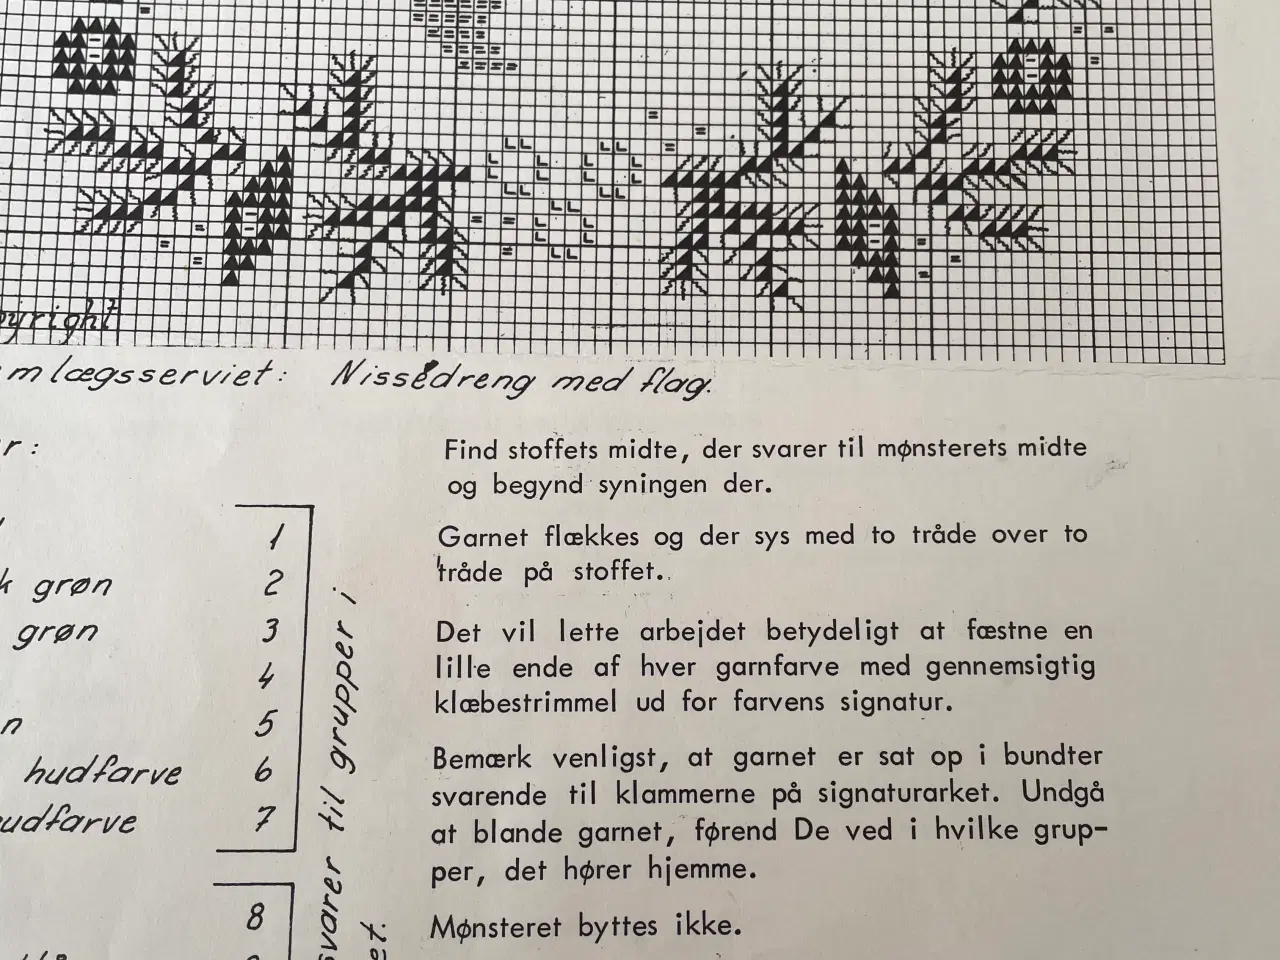 pyright
mlægsserviet: Nissedreng med flag.
r:
Find stoffets midte, der svarer til mønsterets midte
og begynd syningen der.
1
Garnet flækkes og der sys med to tråde over to
tråde på stoffet.
k grøn 2
grøn 3
Det vil lette arbejdet betydeligt at fæstne en
lille ende af hver garnfarve med gennemsigtig
klæbestrimmel ud for farvens signatur.
4
n 5
hudfarve 6
udfarve 7
svarer til grupper i
et.
Bemærk venligst, at garnet er sat op i bundter
svarende til klammerne på signaturarket. Undgå
at blande garnet, førend De ved i hvilke grup-
per, det hører hjemme.
8
Mønsteret byttes ikke.